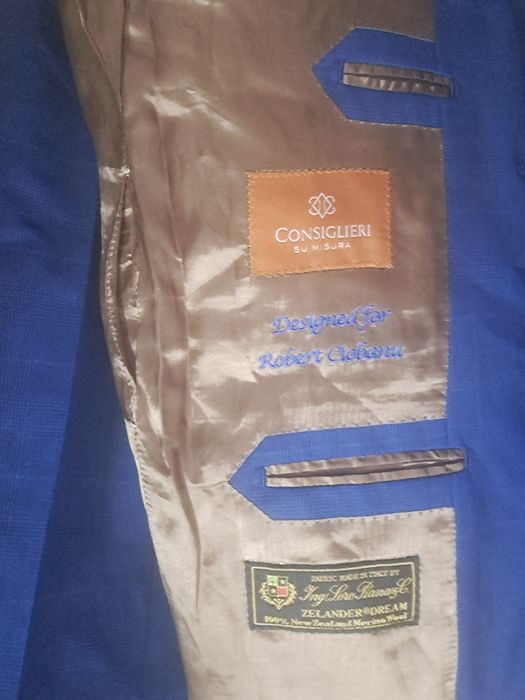 CONSIGLIERI
SU MISURA
Designed for
Robert Ciobanu
FABRIC MADE IN ITALY BY
Ing. Loro Piana & C.
ZELANDER®DREAM
100% New Zealand Merino Wool